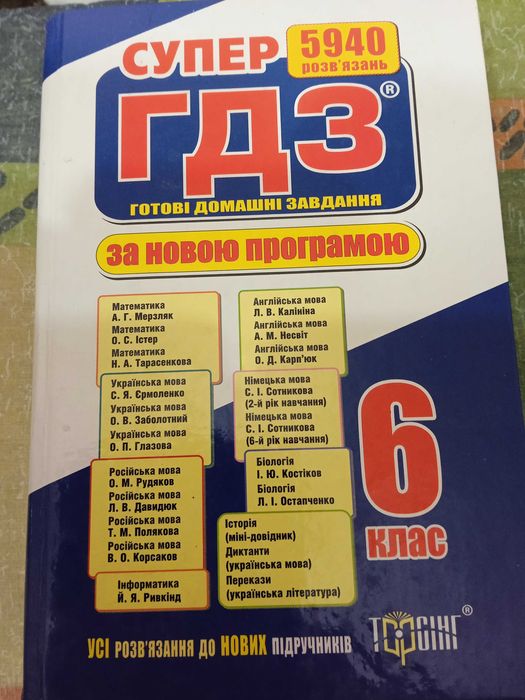 СУПЕР
5940
розв'язань
ГДЗ®
ГОТОВІ ДОМАШНІ ЗАВДАННЯ
за новою програмою
Математика
А. Г. Мерзляк
Математика
О. С. Істер
Математика
Н. А. Тарасенкова
Українська мова
С. Я. Єрмоленко
Українська мова
О. В. Заболотний
Українська мова
О. П. Глазова
Російська мова
О. М. Рудяков
Російська мова
Л. В. Давидюк
Російська мова
Т. М. Полякова
Російська мова
В. О. Корсаков
Інформатика
Й. Я. Ривкінд
Англійська мова
Л. В. Калініна
Англійська мова
А. М. Несвіт
Англійська мова
О. Д. Карп'юк
Німецька мова
С. І. Сотникова
(2-й рік навчання)
Німецька мова
С. І. Сотникова
(6-й рік навчання)
Біологія
І. Ю. Костіков
Біологія
Л. І. Остапченко
Історія
(міні-довідник)
Диктанти
(українська мова)
Перекази
(українська література)
6
клас
УСІ РОЗВ'ЯЗАННЯ ДО НОВИХ ПІДРУЧНИКІВ
ТОРСІНГ®